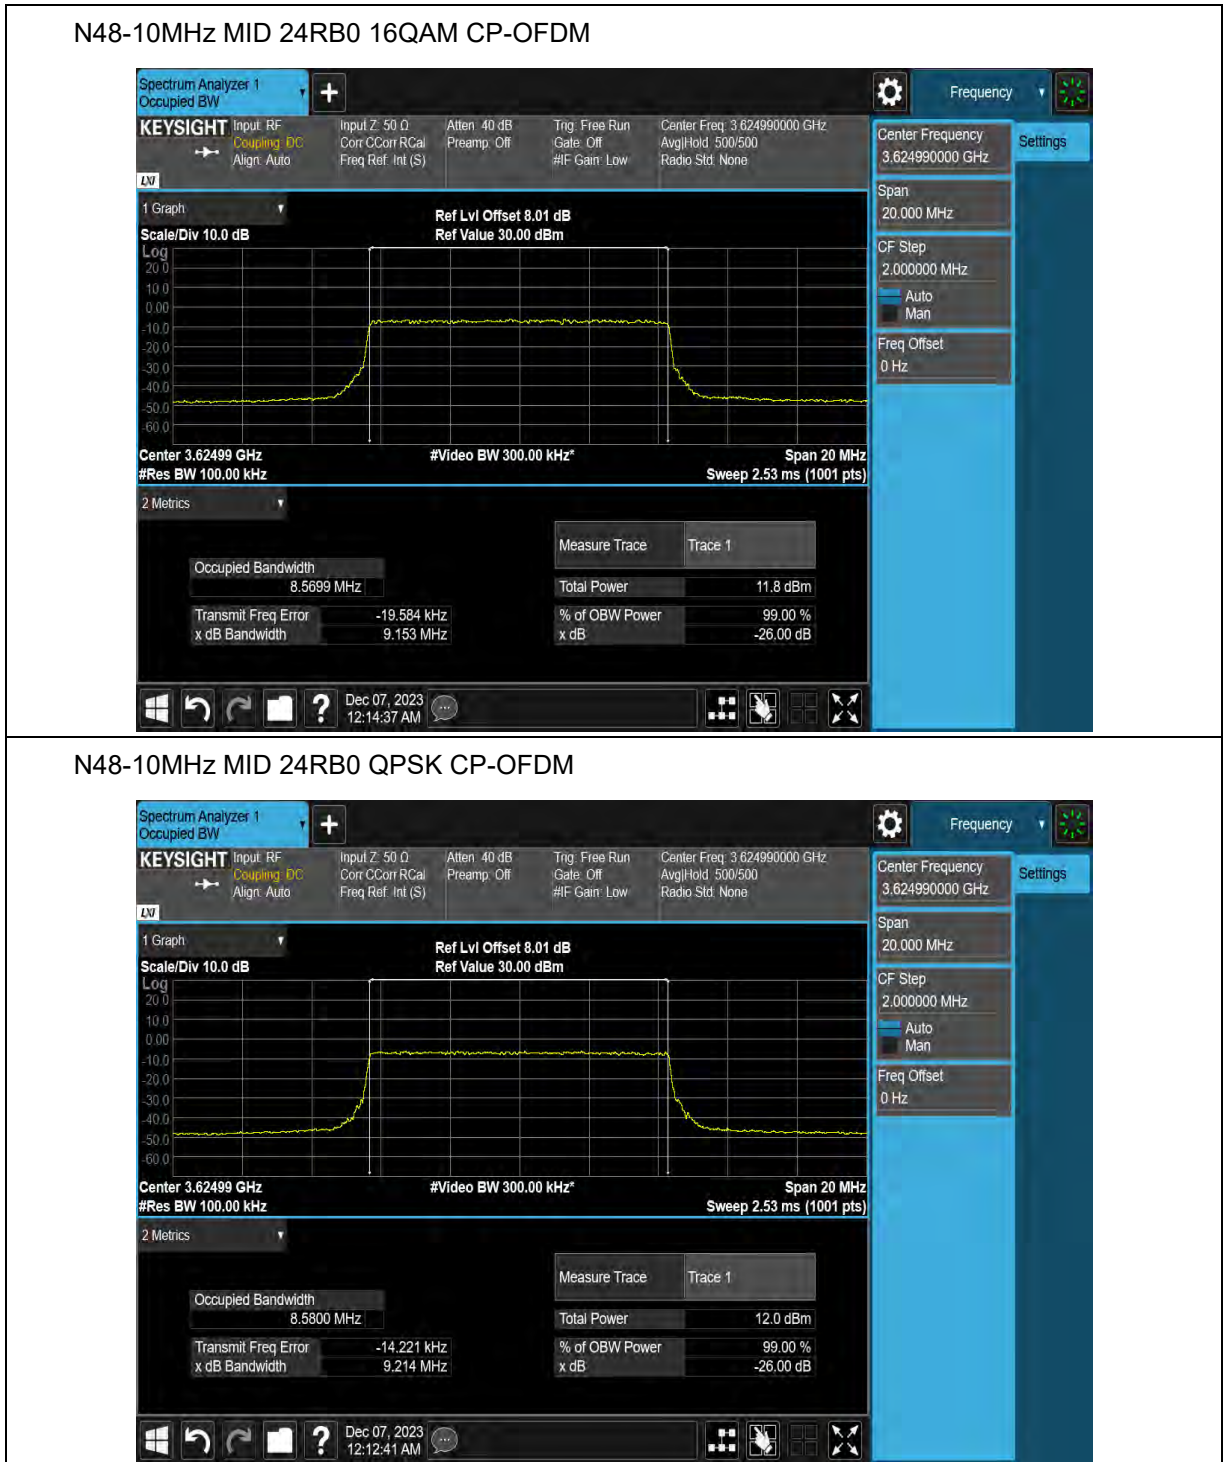 N48-10MHz MID 24RB0 16QAM CP-OFDM
Spectrum Analyzer 1
Occupied BW
+
Frequency
KEYSIGHT
Input: RF
Coupling: DC
Align: Auto
Input Z: 50 Ω
Corr CCorr RCal
Freq Ref: Int (S)
Atten: 40 dB
Preamp: Off
Trig: Free Run
Gate: Off
#IF Gain: Low
Center Freq: 3.624990000 GHz
Avg|Hold: 500/500
Radio Std: None
LXI
Center Frequency
3.624990000 GHz
Settings
Span
20.000 MHz
CF Step
2.000000 MHz
Auto
Man
Freq Offset
0 Hz
1 Graph
Scale/Div 10.0 dB
Ref Lvl Offset 8.01 dB
Ref Value 30.00 dBm
Log
20.0
10.0
0.00
-10.0
-20.0
-30.0
-40.0
-50.0
-60.0
Center 3.62499 GHz
#Video BW 300.00 kHz*
Span 20 MHz
#Res BW 100.00 kHz
Sweep 2.53 ms (1001 pts)
2 Metrics
Measure Trace
Trace 1
Occupied Bandwidth
8.5699 MHz
Total Power
11.8 dBm
Transmit Freq Error
-19.584 kHz
% of OBW Power
99.00 %
x dB Bandwidth
9.153 MHz
x dB
-26.00 dB
?
Dec 07, 2023
12:14:37 AM
N48-10MHz MID 24RB0 QPSK CP-OFDM
Spectrum Analyzer 1
Occupied BW
+
Frequency
KEYSIGHT
Input: RF
Coupling: DC
Align: Auto
Input Z: 50 Ω
Corr CCorr RCal
Freq Ref: Int (S)
Atten: 40 dB
Preamp: Off
Trig: Free Run
Gate: Off
#IF Gain: Low
Center Freq: 3.624990000 GHz
Avg|Hold: 500/500
Radio Std: None
LXI
Center Frequency
3.624990000 GHz
Settings
Span
20.000 MHz
CF Step
2.000000 MHz
Auto
Man
Freq Offset
0 Hz
1 Graph
Scale/Div 10.0 dB
Ref Lvl Offset 8.01 dB
Ref Value 30.00 dBm
Log
20.0
10.0
0.00
-10.0
-20.0
-30.0
-40.0
-50.0
-60.0
Center 3.62499 GHz
#Video BW 300.00 kHz*
Span 20 MHz
#Res BW 100.00 kHz
Sweep 2.53 ms (1001 pts)
2 Metrics
Measure Trace
Trace 1
Occupied Bandwidth
8.5800 MHz
Total Power
12.0 dBm
Transmit Freq Error
-14.221 kHz
% of OBW Power
99.00 %
x dB Bandwidth
9.214 MHz
x dB
-26.00 dB
?
Dec 07, 2023
12:12:41 AM